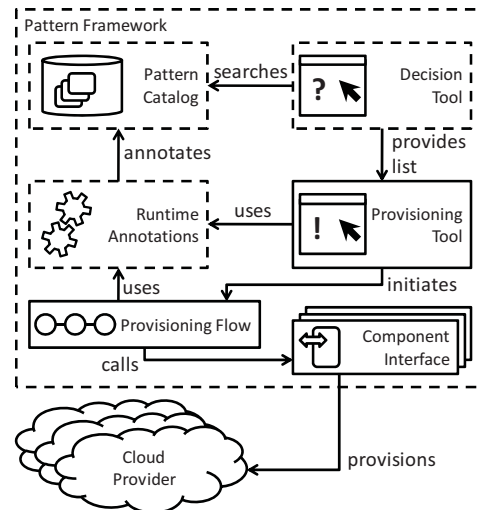 Pattern Framework
Pattern
Catalog
searches
?
Decision
Tool
annotates
provides
list
Runtime
Annotations
uses
!
Provisioning
Tool
uses
initiates
Provisioning Flow
calls
Component
Interface
Cloud
Provider
provisions